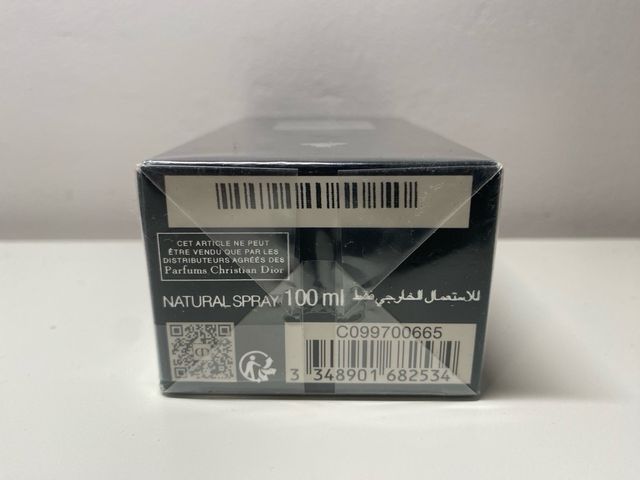 CET ARTICLE NE PEUT
ÊTRE VENDU QUE PAR LES
DISTRIBUTEURS AGRÉES DES
Parfums Christian Dior
NATURAL SPRAY 100 ml للاستعمال الخارجي فقط
C099700665
3 348901 682534